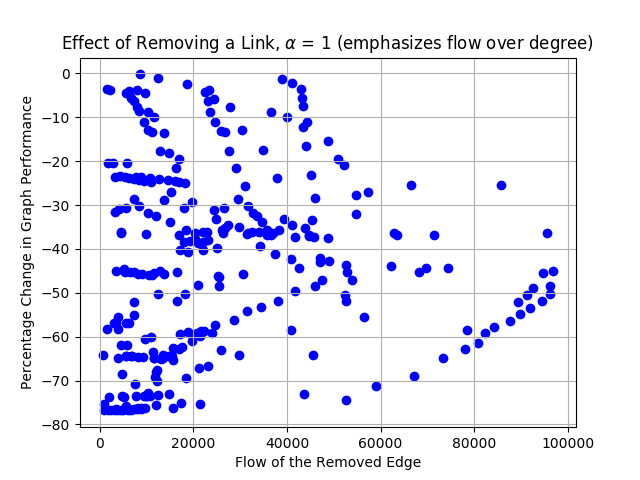 Effect of Removing a Link, α = 1 (emphasizes flow over degree)
Percentage Change in Graph Performance
0
−10
−20
−30
−40
−50
−60
−70
−80
0 20000 40000 60000 80000 100000
Flow of the Removed Edge